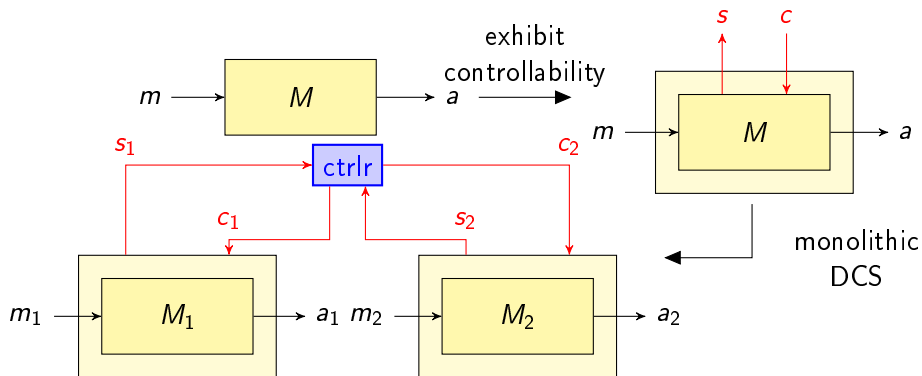 s c
exhibit
controllability
m M a
m M a
s₁ ctrlr c₂
c₁ s₂
monolithic
DCS
m₁ M₁ a₁ m₂ M₂ a₂